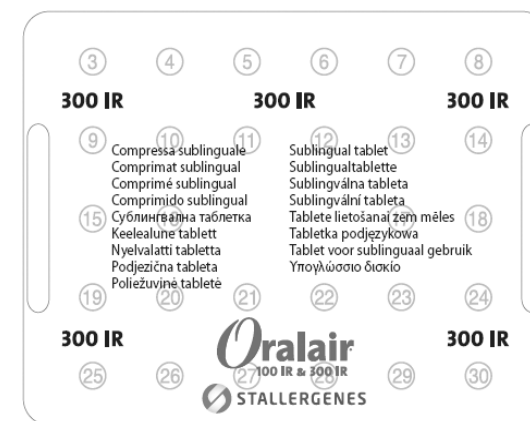 3 4 5 6 7 8
300 IR 300 IR 300 IR
9 10 11 12 13 14
Compressa sublinguale
Comprimat sublingual
Comprimé sublingual
Comprimido sublingual
Сублингвална таблетка
Keelealune tablett
Nyelvalatti tabletta
Podjezična tableta
Poliežuvinė tabletė
Sublingual tablet
Sublingualtablette
Sublingválna tableta
Sublingvální tableta
Tablete lietošanai zem mēles
Tabletka podjęzykowa
Tablet voor sublinguaal gebruik
Υπογλώσσιο δισκίο
15 16 17 18
19 20 21 22 23 24
300 IR Oralair 300 IR
100 IR & 300 IR
25 26 27 28 29 30
STALLERGENES